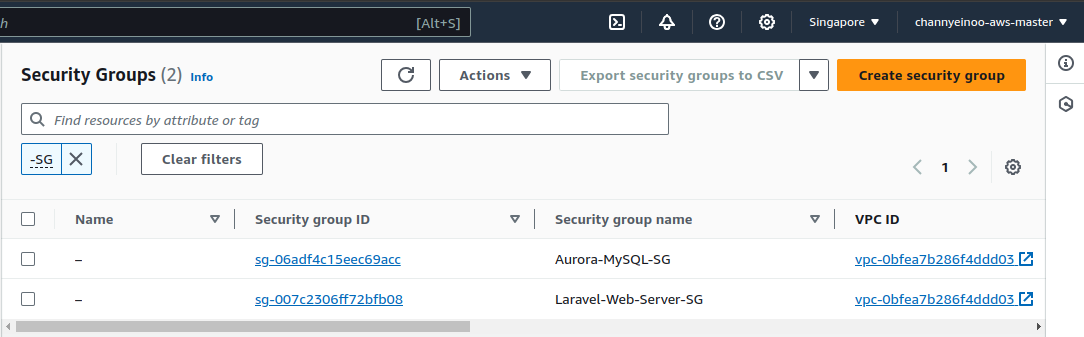 h [Alt+S] Singapore channyeinoo-aws-master
Security Groups (2) Info Actions Export security groups to CSV Create security group
Find resources by attribute or tag
-SG Clear filters 1
Name Security group ID Security group name VPC ID
– sg-06adf4c15eec69acc Aurora-MySQL-SG vpc-0bfea7b286f4ddd03
– sg-007c2306ff72bfb08 Laravel-Web-Server-SG vpc-0bfea7b286f4ddd03